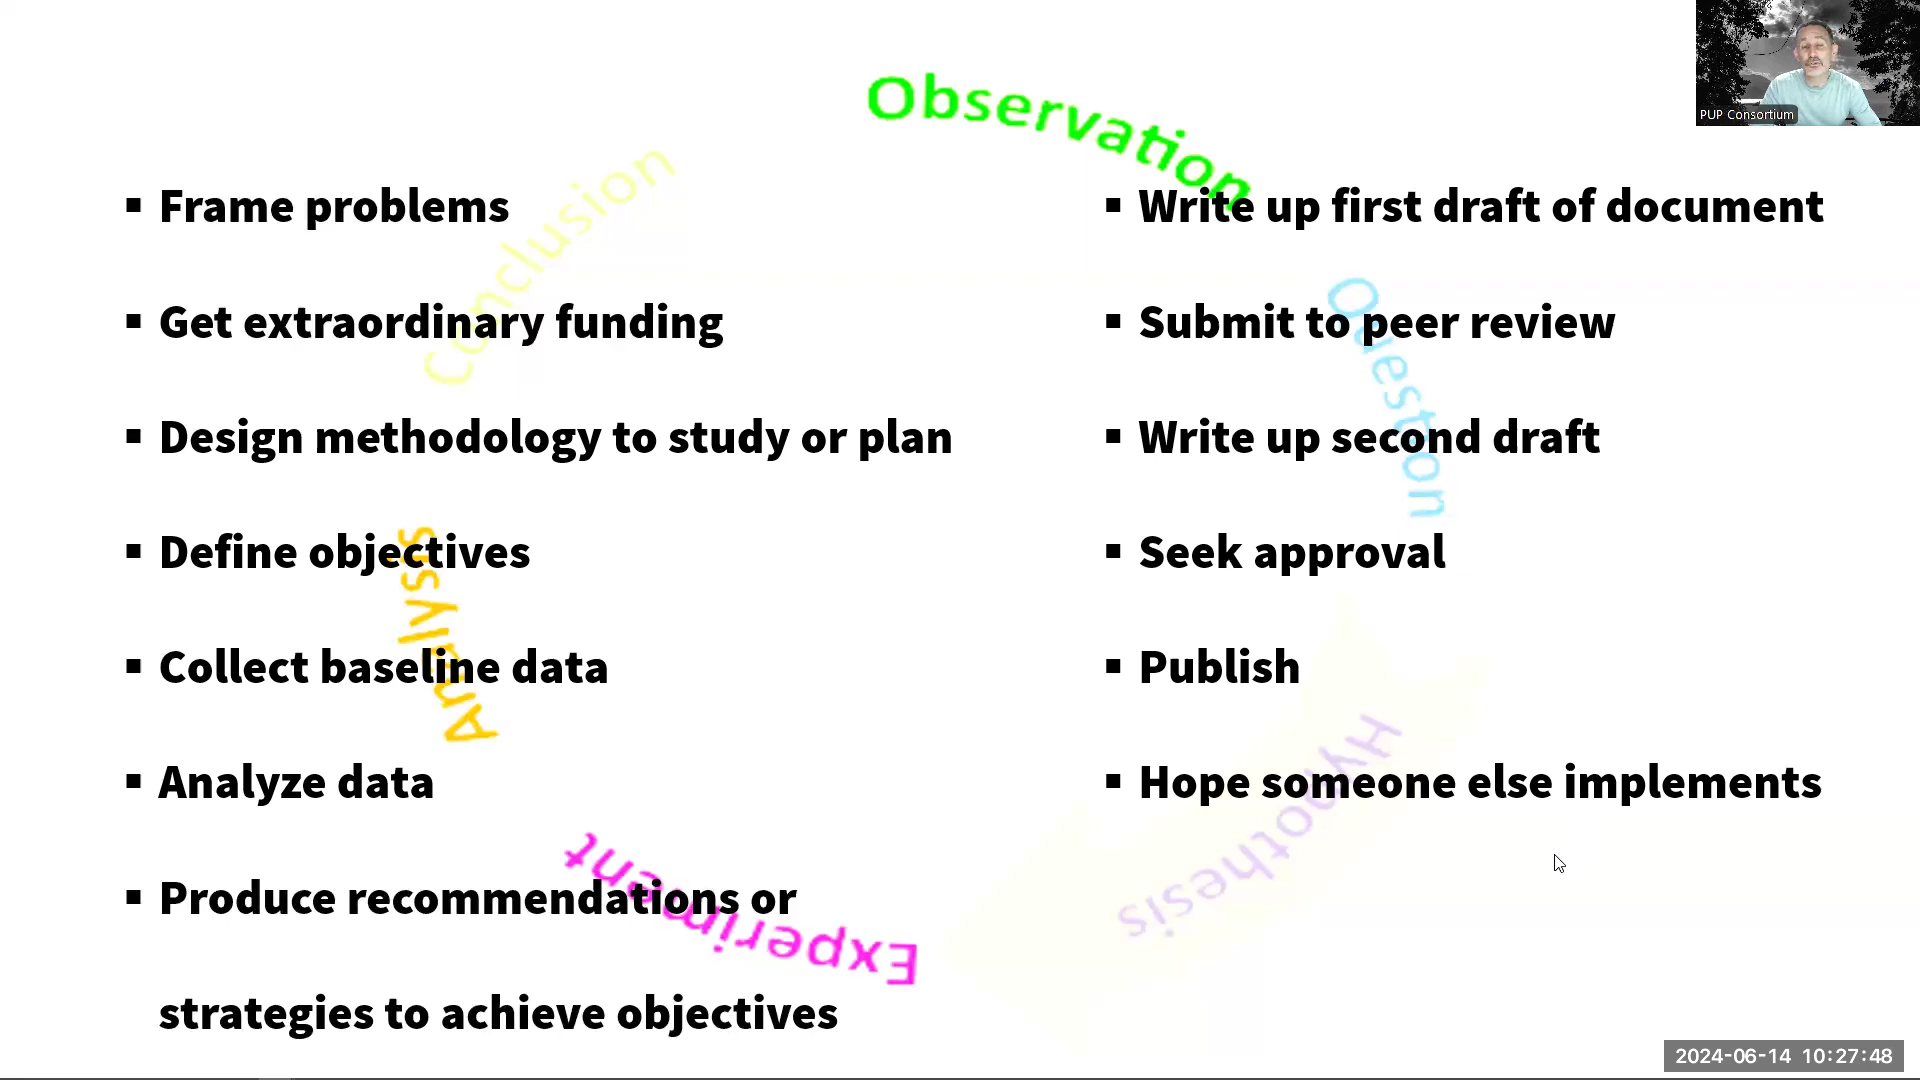 PUP Consortium
Observation
Question
Hypothesis
Experiment
Analysis
Conclusion
▪ Frame problems
▪ Get extraordinary funding
▪ Design methodology to study or plan
▪ Define objectives
▪ Collect baseline data
▪ Analyze data
▪ Produce recommendations or
strategies to achieve objectives
▪ Write up first draft of document
▪ Submit to peer review
▪ Write up second draft
▪ Seek approval
▪ Publish
▪ Hope someone else implements
2024-06-14 10:27:48